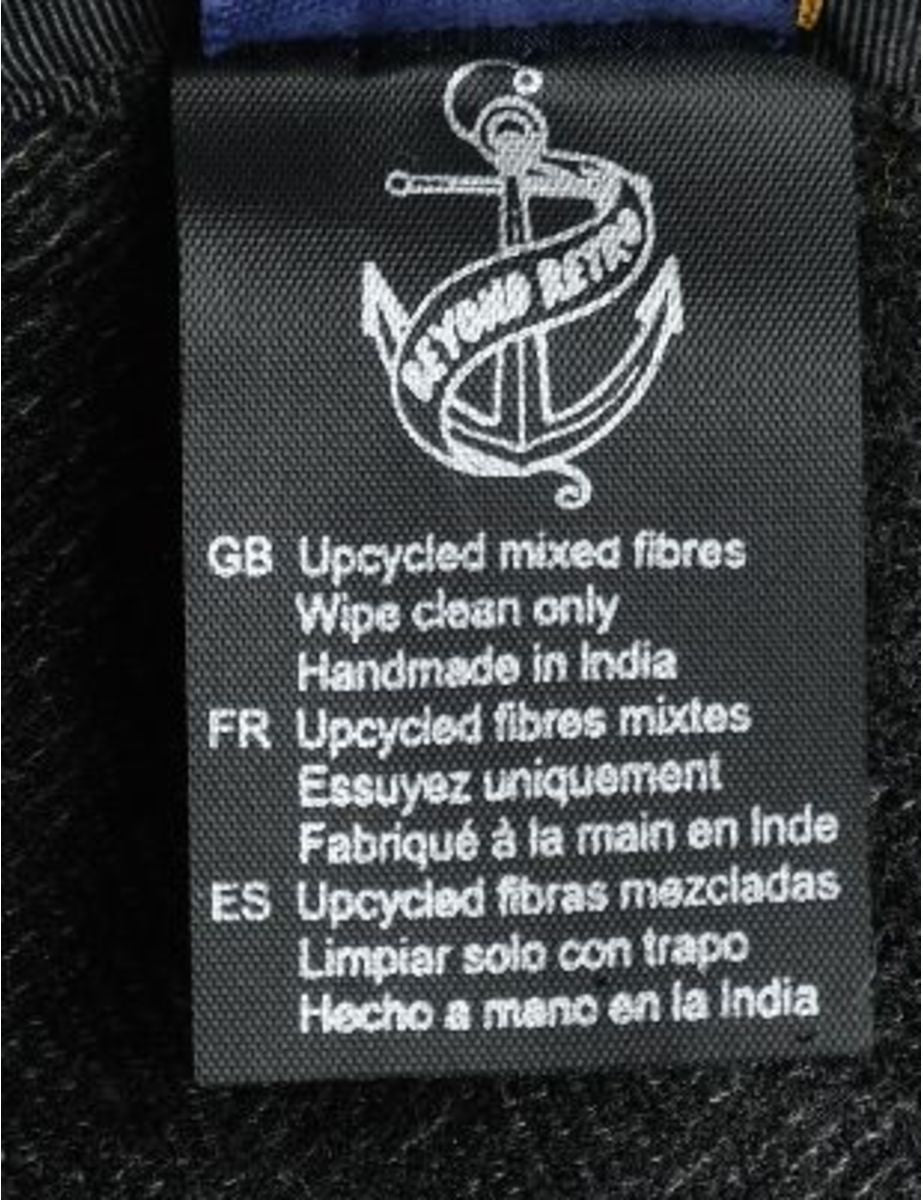 BEYOND RETRO
GB Upcycled mixed fibres
Wipe clean only
Handmade in India
FR Upcycled fibres mixtes
Essuyez uniquement
Fabriqué à la main en Inde
ES Upcycled fibras mezcladas
Limpiar solo con trapo
Hecho a mano en la India